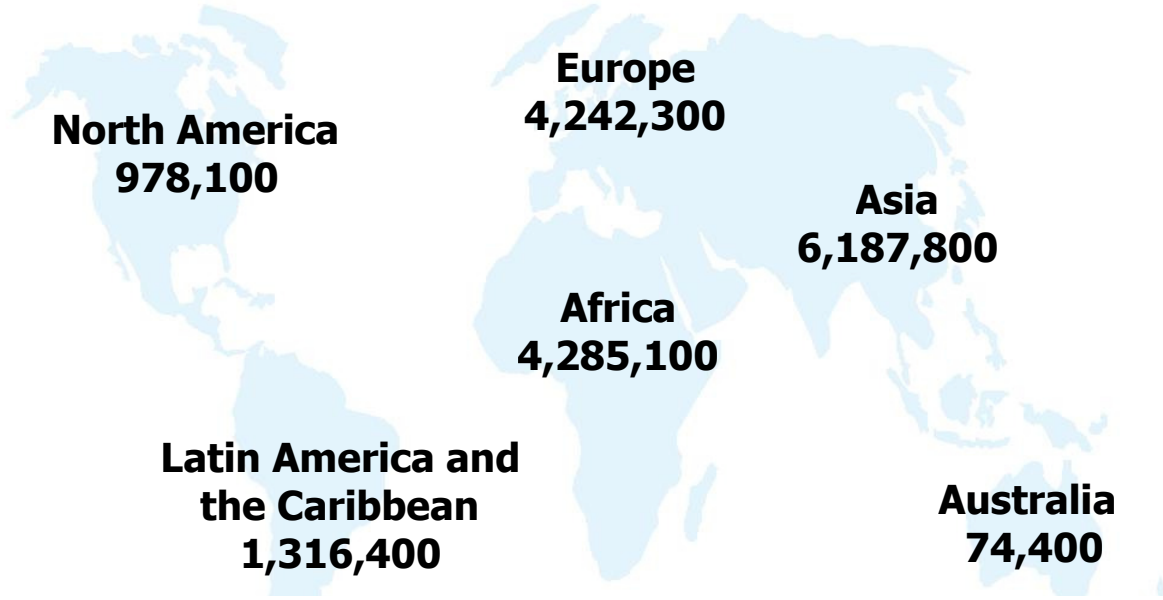 Europe
4,242,300
North America
978,100
Asia
6,187,800
Africa
4,285,100
Latin America and
the Caribbean
1,316,400
Australia
74,400